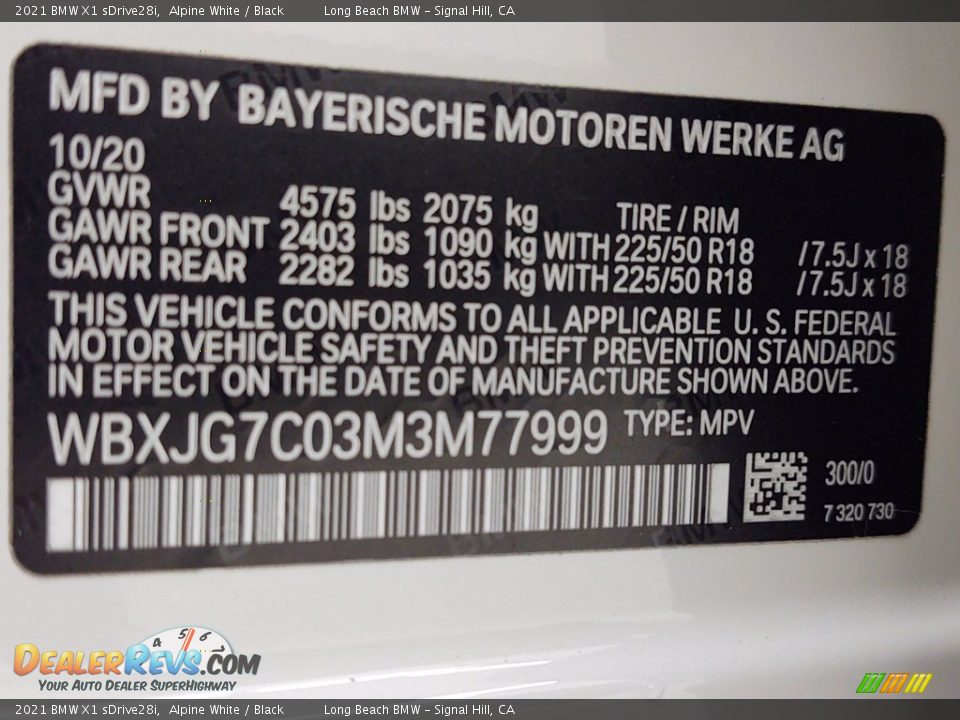 2021 BMW X1 sDrive28i, Alpine White / Black Long Beach BMW - Signal Hill, CA
MFD BY BAYERISCHE MOTOREN WERKE AG
10/20
GVWR 4575 lbs 2075 kg TIRE / RIM
GAWR FRONT 2403 lbs 1090 kg WITH 225/50 R18 /7.5J x 18
GAWR REAR 2282 lbs 1035 kg WITH 225/50 R18 /7.5J x 18
THIS VEHICLE CONFORMS TO ALL APPLICABLE U. S. FEDERAL
MOTOR VEHICLE SAFETY AND THEFT PREVENTION STANDARDS
IN EFFECT ON THE DATE OF MANUFACTURE SHOWN ABOVE.
WBXJG7C03M3M77999 TYPE: MPV
300/0
7 320 730
4 5 6 7
DEALERREVS.COM
YOUR AUTO DEALER SUPERHIGHWAY
2021 BMW X1 sDrive28i, Alpine White / Black Long Beach BMW - Signal Hill, CA